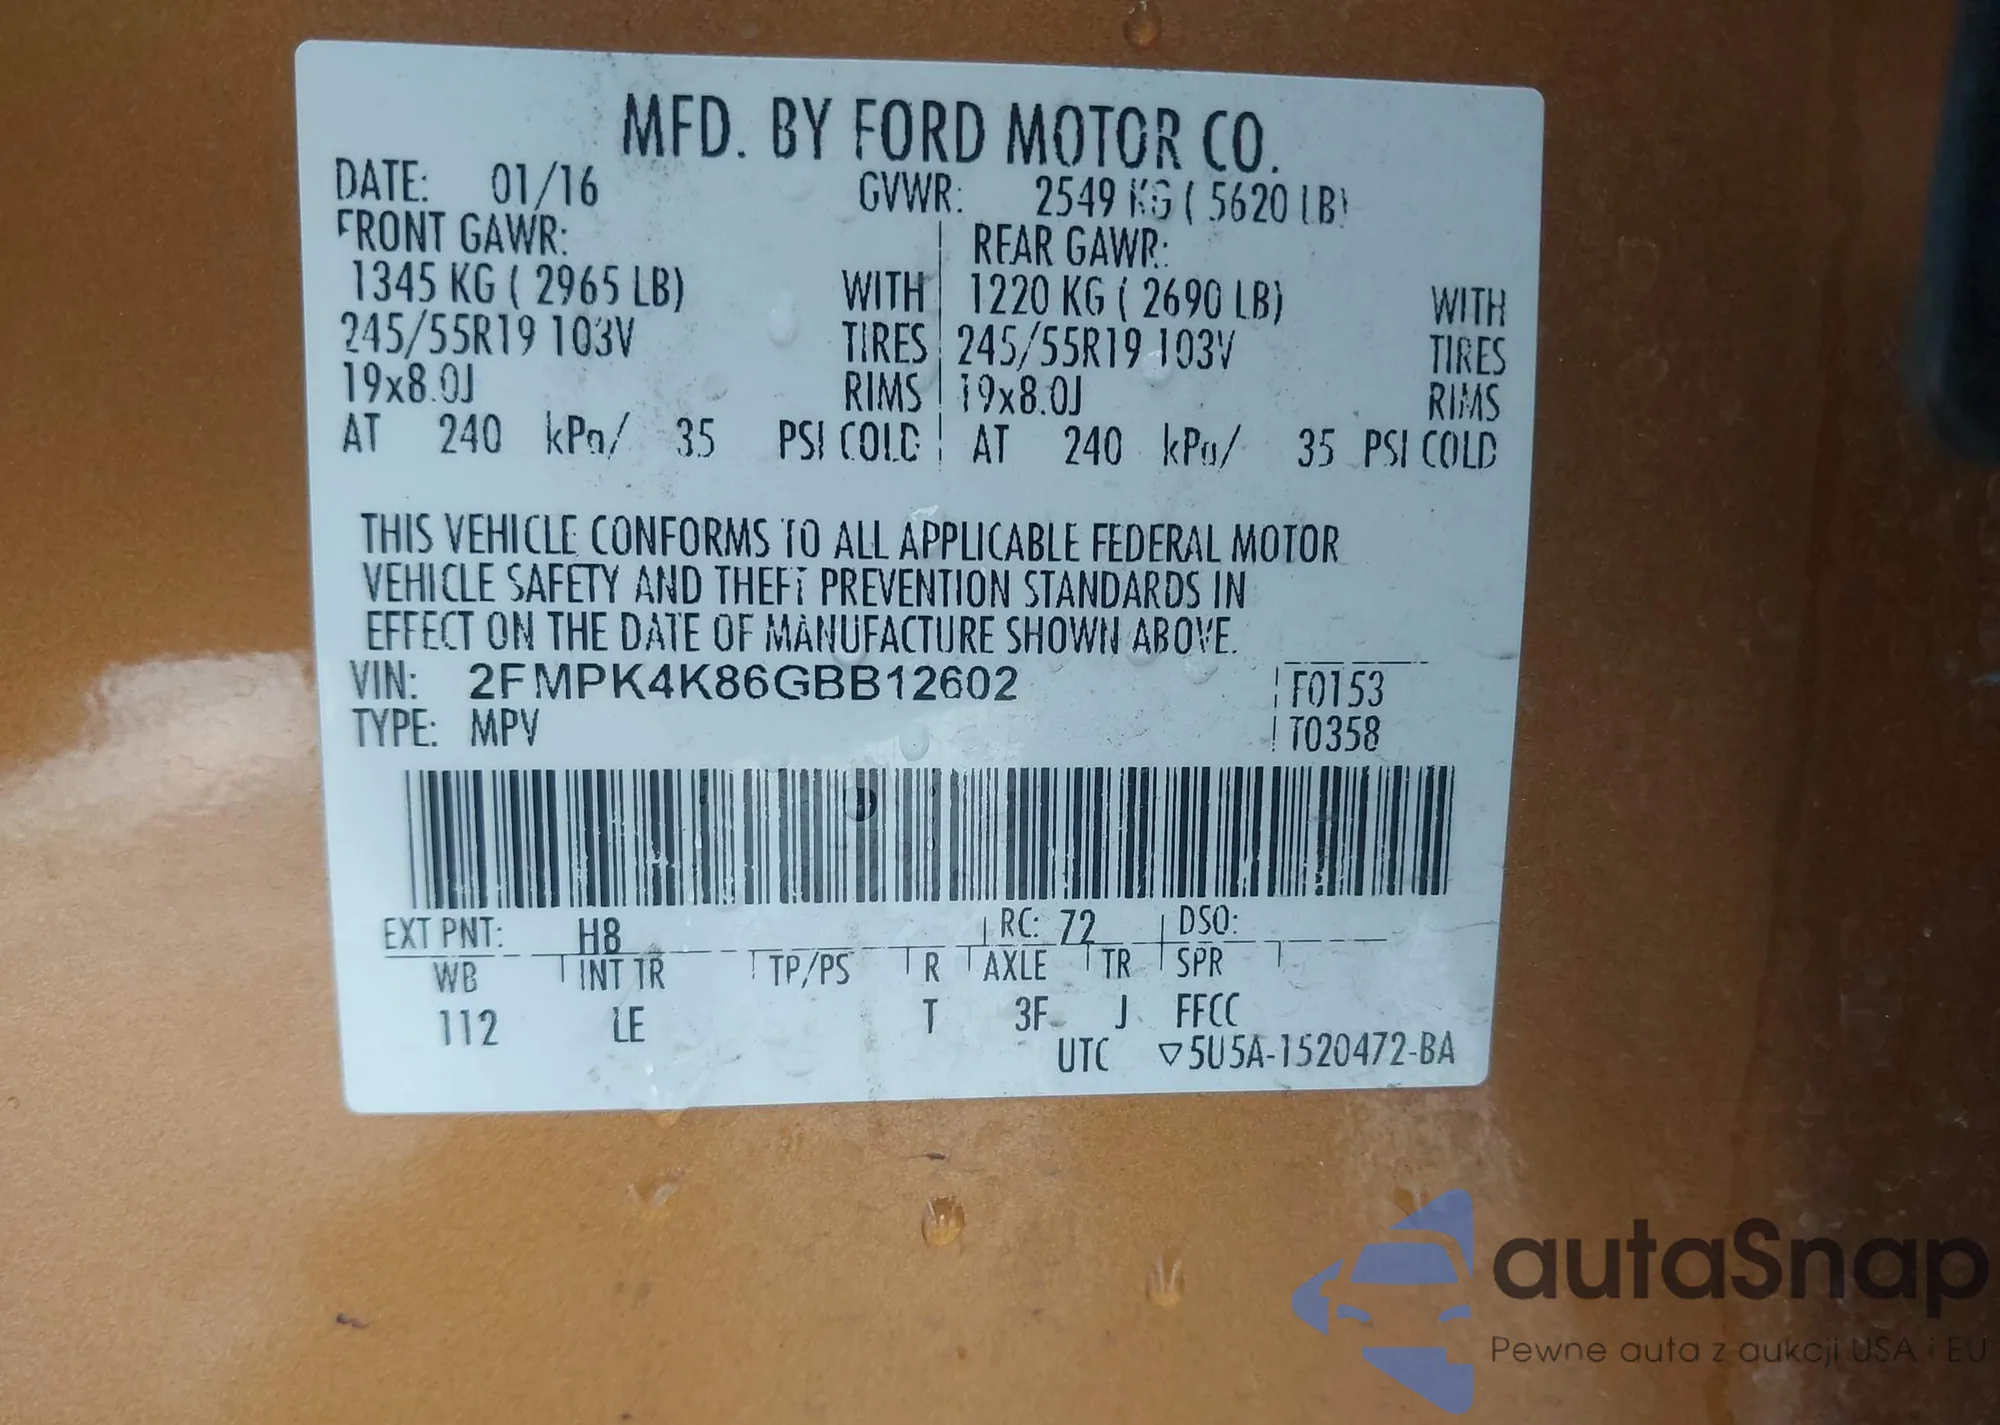 MFD. BY FORD MOTOR CO.
DATE: 01/16 GVWR: 2549 KG ( 5620 LB)
FRONT GAWR: REAR GAWR:
1345 KG ( 2965 LB) WITH 1220 KG ( 2690 LB) WITH
245/55R19 103V TIRES 245/55R19 103V TIRES
19x8.0J RIMS 19x8.0J RIMS
AT 240 kPa/ 35 PSI COLD AT 240 kPa/ 35 PSI COLD
THIS VEHICLE CONFORMS TO ALL APPLICABLE FEDERAL MOTOR
VEHICLE SAFETY AND THEFT PREVENTION STANDARDS IN
EFFECT ON THE DATE OF MANUFACTURE SHOWN ABOVE.
VIN: 2FMPK4K86GBB12602 F0153
TYPE: MPV T0358
EXT PNT: H8 RC: 72 DSO:
WB INT TR TP/PS R AXLE TR SPR
112 LE T 3F J FFCC
UTC ▽5U5A-1520472-BA
autaSnap
Pewne auta z aukcji USA i EU